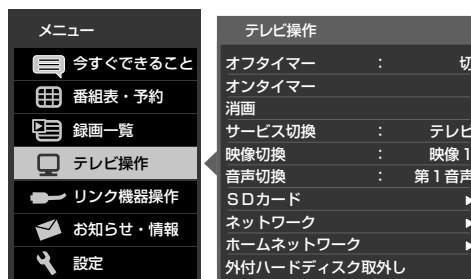 メニュー
今すぐできること
番組表・予約
録画一覧
テレビ操作
リンク機器操作
お知らせ・情報
設定
テレビ操作
オフタイマー : 切
オンタイマー
消画
サービス切換 : テレビ
映像切換 : 映像1
音声切換 : 第1音声
SDカード
ネットワーク
ホームネットワーク
外付ハードディスク取外し